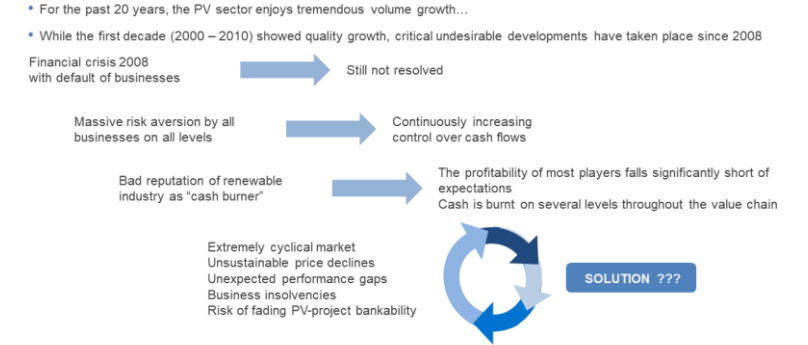 • For the past 20 years, the PV sector enjoys tremendous volume growth…
• While the first decade (2000 – 2010) showed quality growth, critical undesirable developments have taken place since 2008
Financial crisis 2008
with default of businesses
Still not resolved
Massive risk aversion by all
businesses on all levels
Continuously increasing
control over cash flows
Bad reputation of renewable
industry as “cash burner”
The profitability of most players falls significantly short of
expectations
Cash is burnt on several levels throughout the value chain
Extremely cyclical market
Unsustainable price declines
Unexpected performance gaps
Business insolvencies
Risk of fading PV-project bankability
SOLUTION ???